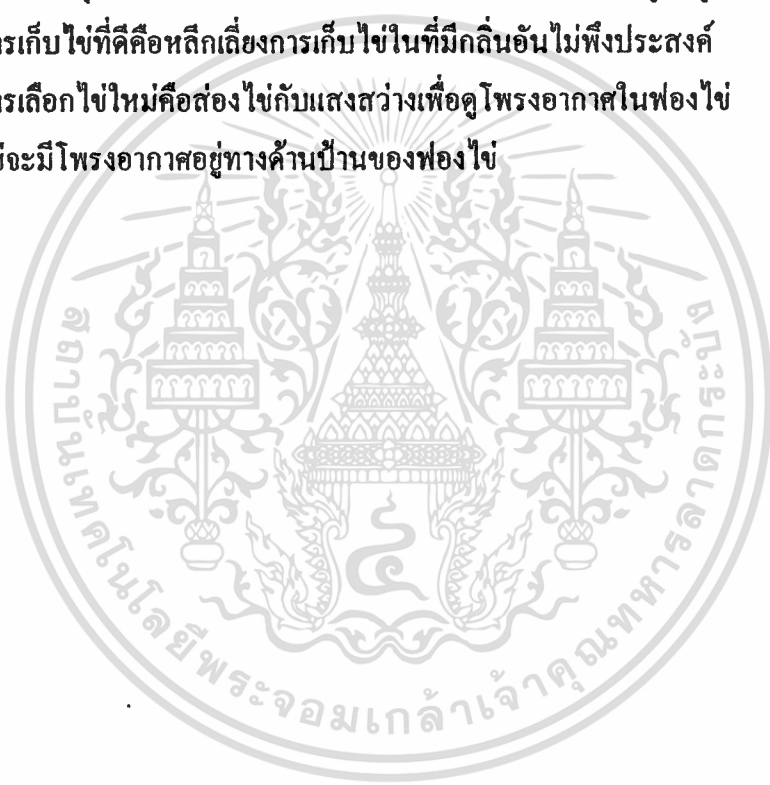 รเก็บไข่ที่ดีคือหลีกเลี่ยงการเก็บไข่ในที่มีกลิ่นอันไม่พึงประสงค์
รเลือกไข่ใหม่คือส่องไข่กับแสงสว่างเพื่อดูโพรงอากาศในฟองไข่
จะมีโพรงอากาศอยู่ทางด้านป้านของฟองไข่
สถาบันเทคโนโลยีพระจอมเกล้าเจ้าคุณทหารลาดกระบัง